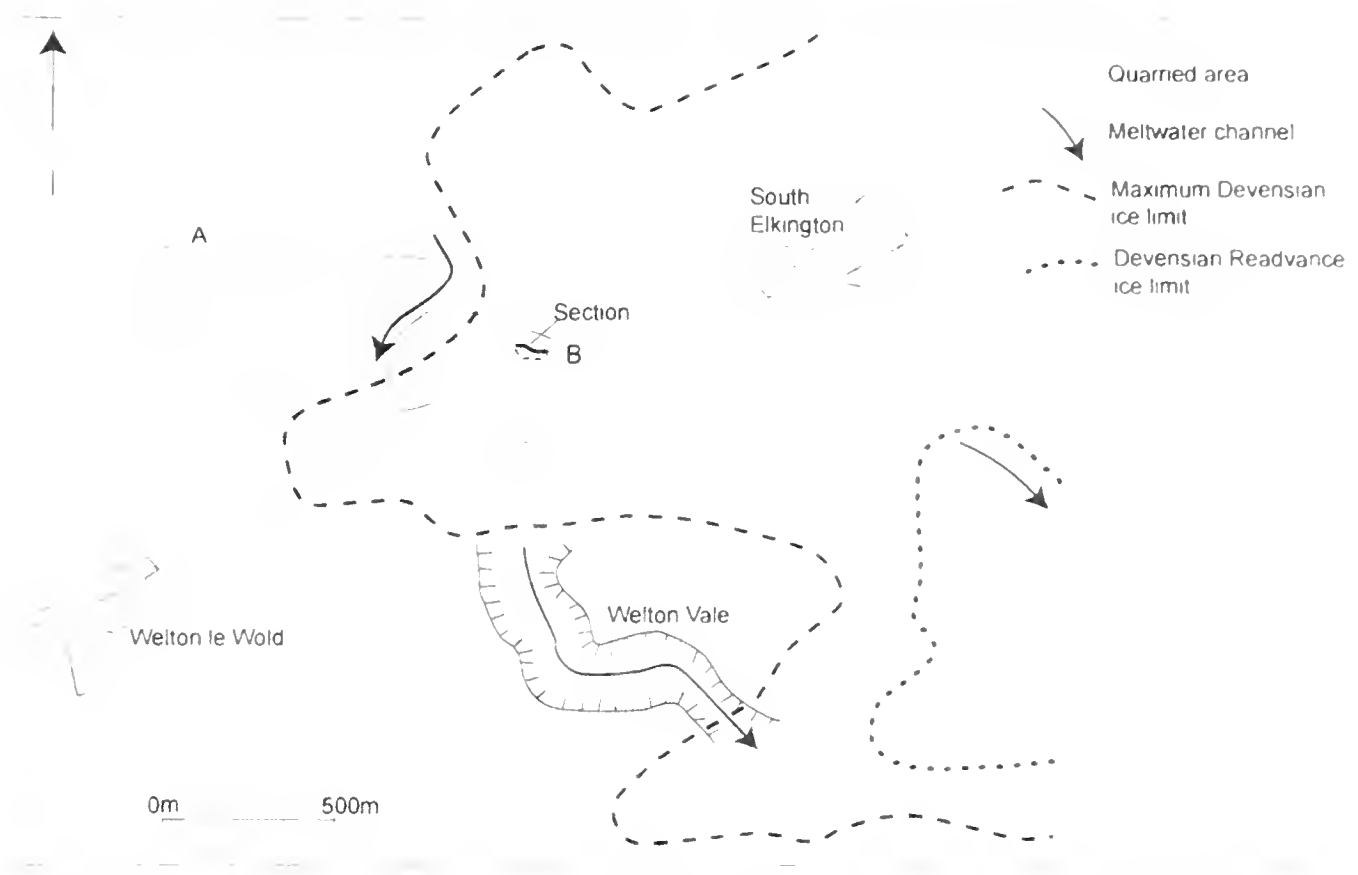 Quarried area
Meltwater channel
Maximum Devensian
ice limit
Devensian Readvance
ice limit
South
Elkington
A
Section
B
Welton Vale
Welton le Wold
0m
500m